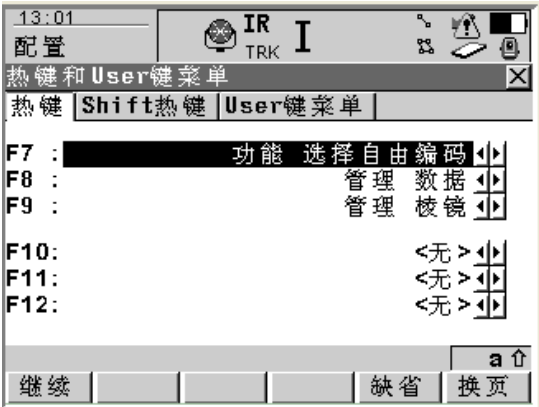 13:01
配置
IR
TRK I
热键和User键菜单
热键 Shift热键 User键菜单
F7 : 功能 选择自由编码
F8 : 管理 数据
F9 : 管理 棱镜
F10: <无>
F11: <无>
F12: <无>
a
继续 缺省 换页